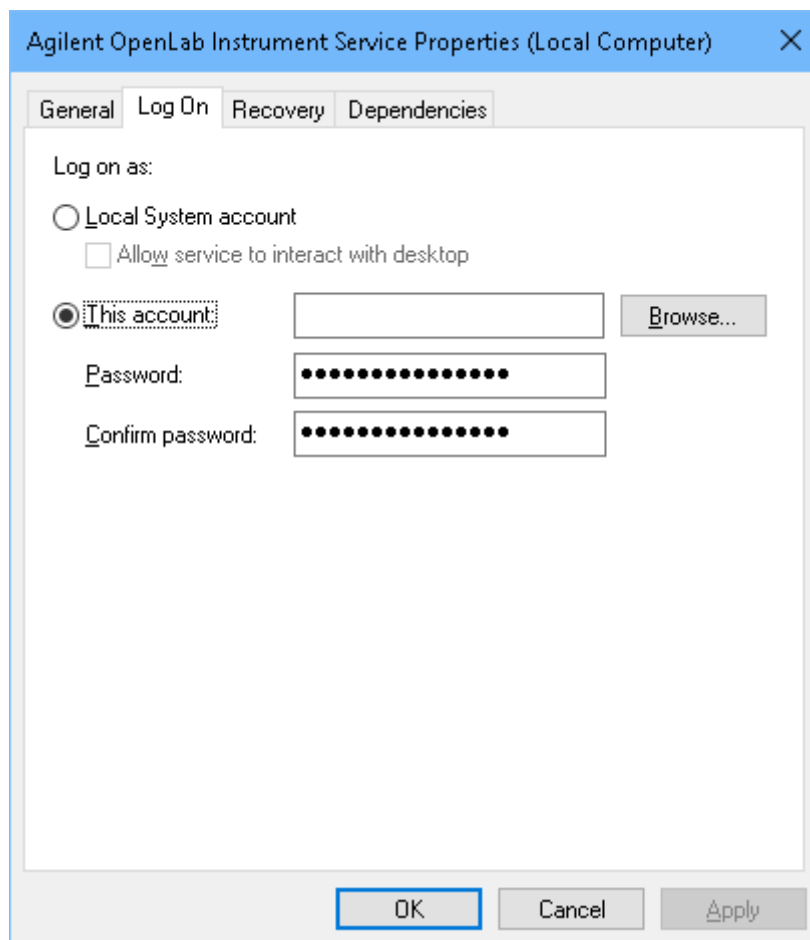 Agilent OpenLab Instrument Service Properties (Local Computer)
General Log On Recovery Dependencies
Log on as:
Local System account
Allow service to interact with desktop
This account: Browse...
Password: •••••••••••••••
Confirm password: •••••••••••••••
OK Cancel Apply